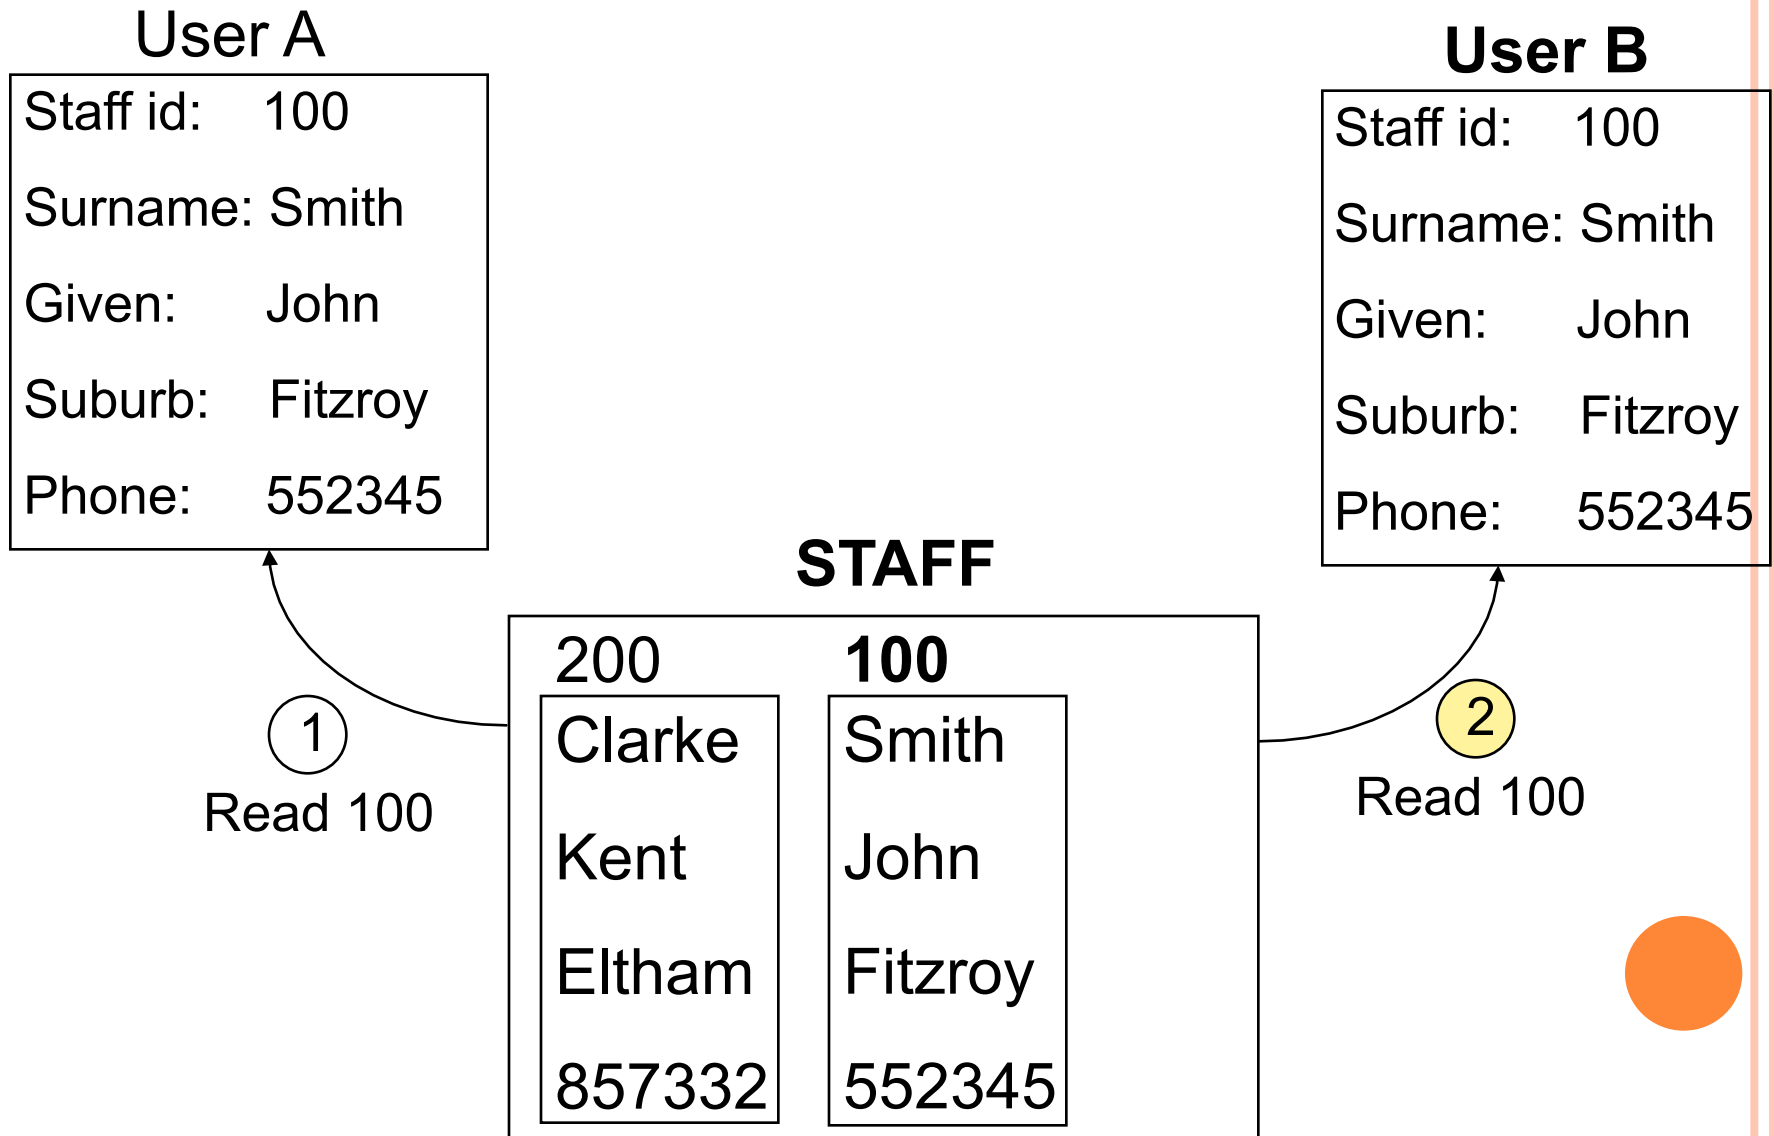 User A
Staff id: 100
Surname: Smith
Given: John
Suburb: Fitzroy
Phone: 552345
User B
Staff id: 100
Surname: Smith
Given: John
Suburb: Fitzroy
Phone: 552345
1
Read 100
2
Read 100
STAFF
200
Clarke
Kent
Eltham
857332
100
Smith
John
Fitzroy
552345